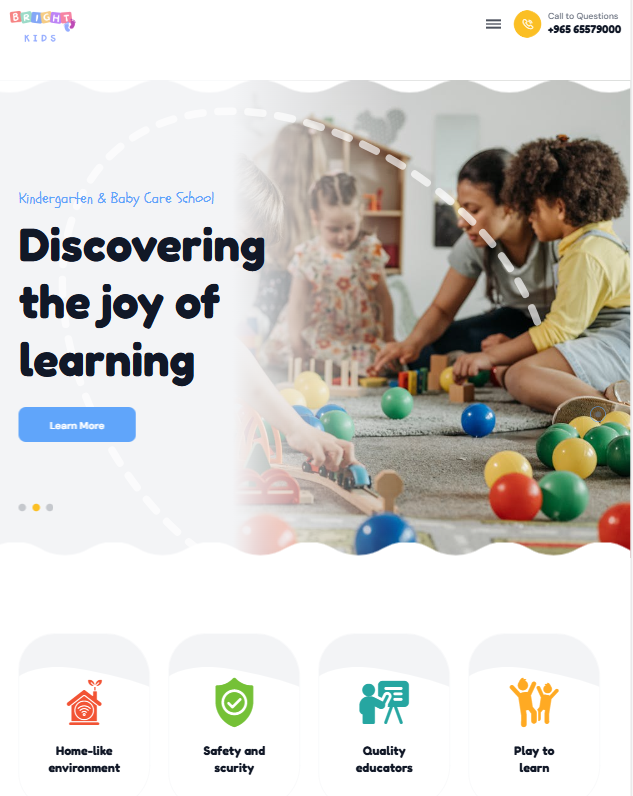 BRIGHT
KIDS
Call to Questions
+965 65579000
Kindergarten & Baby Care School
Discovering
the joy of
learning
Learn More
Home-like
environment
Safety and
scurity
Quality
educators
Play to
learn